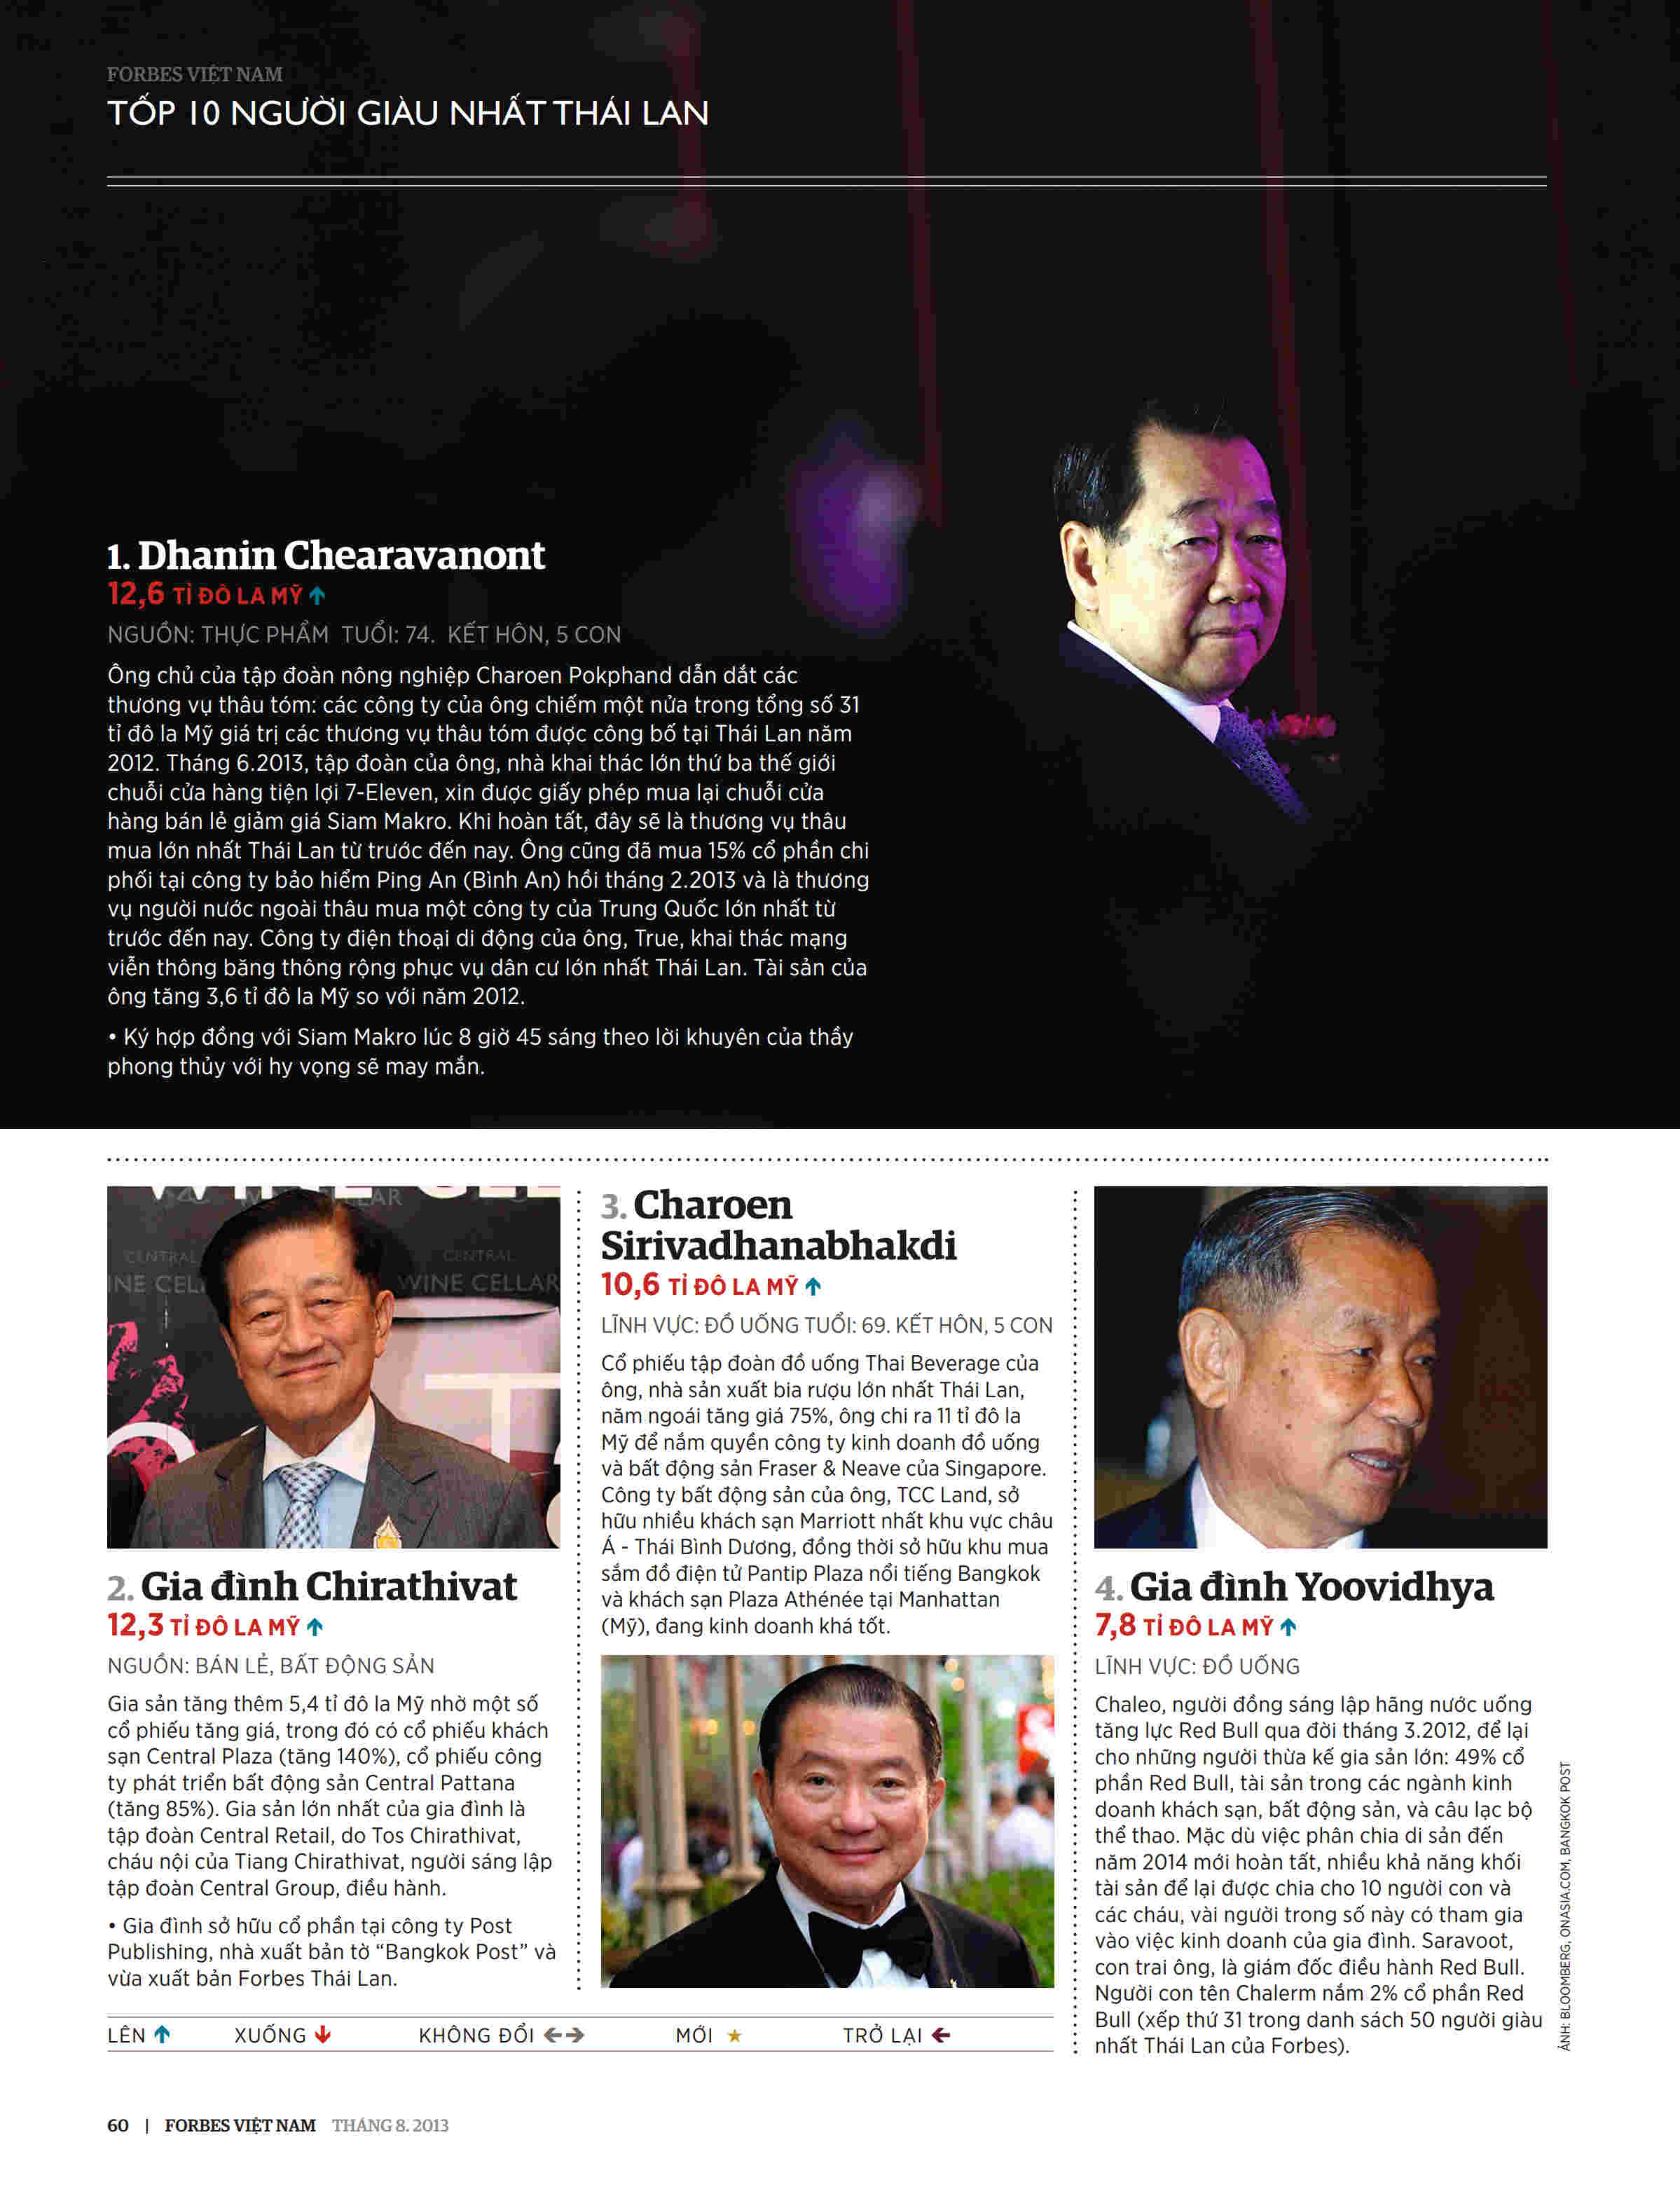 FORBES VIỆT NAM
TỐP 10 NGƯỜI GIÀU NHẤT THÁI LAN
1. Dhanin Chearavanont
12,6 TỈ ĐÔ LA MỸ
NGUỒN: THỰC PHẨM TUỔI: 74. KẾT HÔN, 5 CON
Ông chủ của tập đoàn nông nghiệp Charoen Pokphand dẫn dắt các
thương vụ thâu tóm: các công ty của ông chiếm một nửa trong tổng số 31
tỉ đô la Mỹ giá trị các thương vụ thâu tóm được công bố tại Thái Lan năm
2012. Tháng 6.2013, tập đoàn của ông, nhà khai thác lớn thứ ba thế giới
chuỗi cửa hàng tiện lợi 7-Eleven, xin được giấy phép mua lại chuỗi cửa
hàng bán lẻ giảm giá Siam Makro. Khi hoàn tất, đây sẽ là thương vụ thâu
mua lớn nhất Thái Lan từ trước đến nay. Ông cũng đã mua 15% cổ phần chi
phối tại công ty bảo hiểm Ping An (Bình An) hồi tháng 2.2013 và là thương
vụ người nước ngoài thâu mua một công ty của Trung Quốc lớn nhất từ
trước đến nay. Công ty điện thoại di động của ông, True, khai thác mạng
viễn thông băng thông rộng phục vụ dân cư lớn nhất Thái Lan. Tài sản của
ông tăng 3,6 tỉ đô la Mỹ so với năm 2012.
• Ký hợp đồng với Siam Makro lúc 8 giờ 45 sáng theo lời khuyên của thầy
phong thủy với hy vọng sẽ may mắn.
CENTRAL
CENTRAL
WINE CELLAR
2. Gia đình Chirathivat
12,3 TỈ ĐÔ LA MỸ
NGUỒN: BÁN LẺ, BẤT ĐỘNG SẢN
Gia sản tăng thêm 5,4 tỉ đô la Mỹ nhờ một số
cổ phiếu tăng giá, trong đó có cổ phiếu khách
sạn Central Plaza (tăng 140%), cổ phiếu công
ty phát triển bất động sản Central Pattana
(tăng 85%). Gia sản lớn nhất của gia đình là
tập đoàn Central Retail, do Tos Chirathivat,
cháu nội của Tiang Chirathivat, người sáng lập
tập đoàn Central Group, điều hành.
• Gia đình sở hữu cổ phần tại công ty Post
Publishing, nhà xuất bản tờ “Bangkok Post” và
vừa xuất bản Forbes Thái Lan.
3. Charoen
Sirivadhanabhakdi
10,6 TỈ ĐÔ LA MỸ
LĨNH VỰC: ĐỒ UỐNG TUỔI: 69. KẾT HÔN, 5 CON
Cổ phiếu tập đoàn đồ uống Thai Beverage của
ông, nhà sản xuất bia rượu lớn nhất Thái Lan,
năm ngoái tăng giá 75%, ông chi ra 11 tỉ đô la
Mỹ để nắm quyền công ty kinh doanh đồ uống
và bất động sản Fraser & Neave của Singapore.
Công ty bất động sản của ông, TCC Land, sở
hữu nhiều khách sạn Marriott nhất khu vực châu
Á - Thái Bình Dương, đồng thời sở hữu khu mua
sắm đồ điện tử Pantip Plaza nổi tiếng Bangkok
và khách sạn Plaza Athénée tại Manhattan
(Mỹ), đang kinh doanh khá tốt.
4. Gia đình Yoovidhya
7,8 TỈ ĐÔ LA MỸ
LĨNH VỰC: ĐỒ UỐNG
Chaleo, người đồng sáng lập hãng nước uống
tăng lực Red Bull qua đời tháng 3.2012, để lại
cho những người thừa kế gia sản lớn: 49% cổ
phần Red Bull, tài sản trong các ngành kinh
doanh khách sạn, bất động sản, và câu lạc bộ
thể thao. Mặc dù việc phân chia di sản đến
năm 2014 mới hoàn tất, nhiều khả năng khối
tài sản để lại được chia cho 10 người con và
các cháu, vài người trong số này có tham gia
vào việc kinh doanh của gia đình. Saravoot,
con trai ông, là giám đốc điều hành Red Bull.
Người con tên Chalerm nắm 2% cổ phần Red
Bull (xếp thứ 31 trong danh sách 50 người giàu
nhất Thái Lan của Forbes).
ẢNH: BLOOMBERG, ONASIA.COM, BANGKOK POST
LÊN XUỐNG KHÔNG ĐỔI MỚI TRỞ LẠI
60 | FORBES VIỆT NAM THÁNG 8. 2013